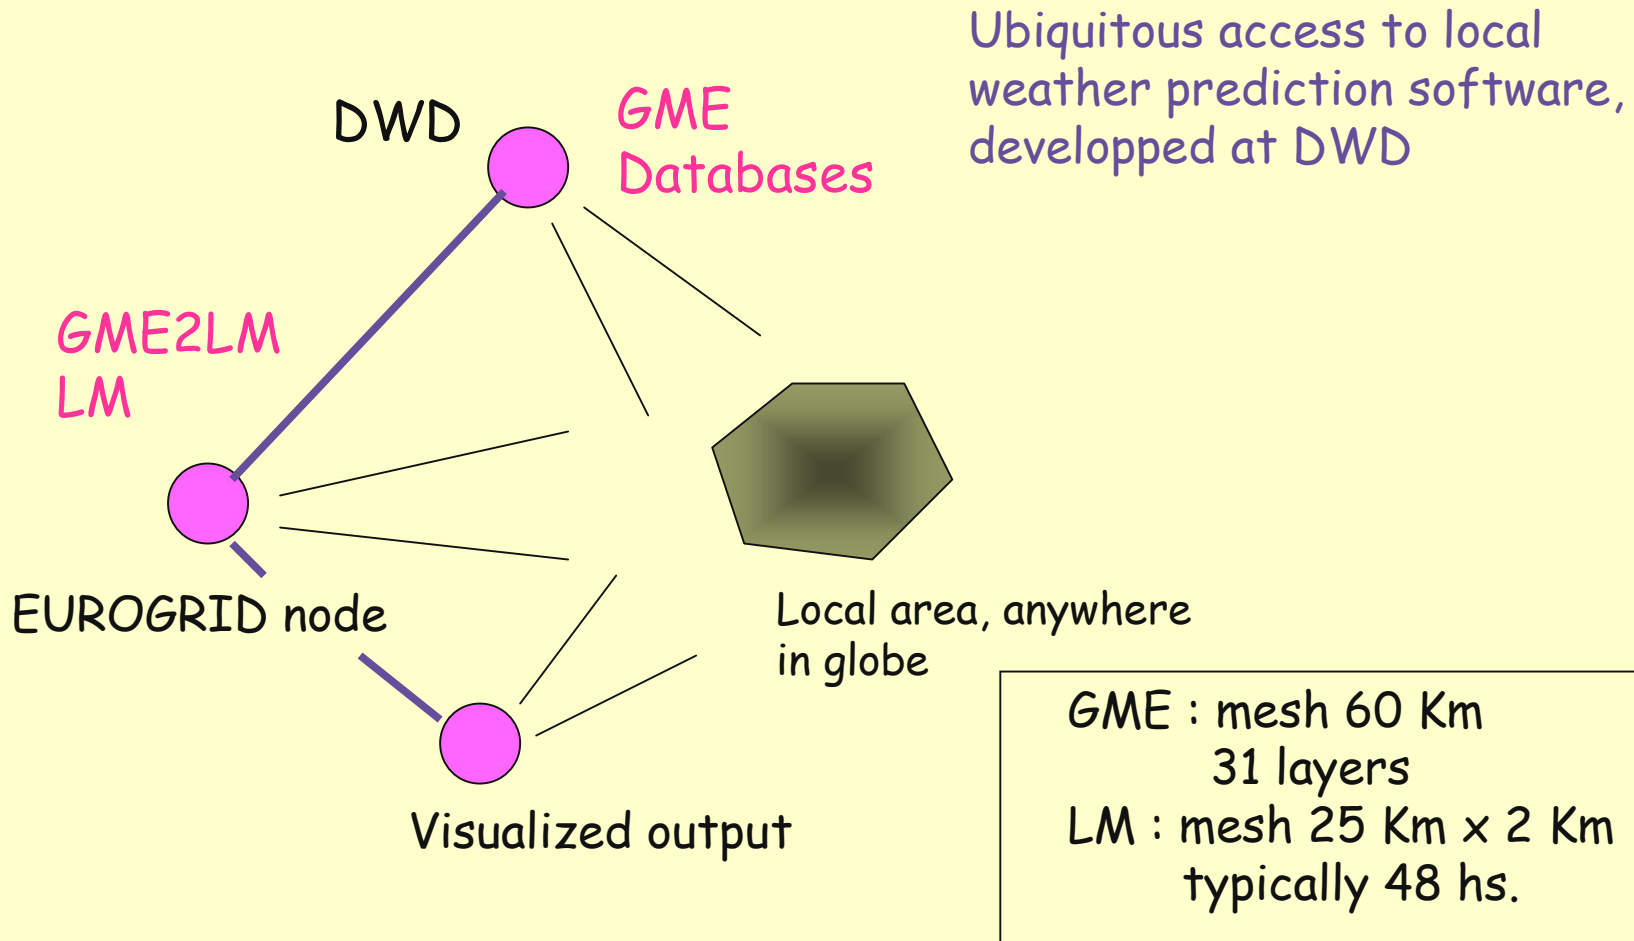 Ubiquitous access to local
weather prediction software,
developped at DWD
DWD
GME
Databases
GME2LM
LM
EUROGRID node
Local area, anywhere
in globe
Visualized output
GME : mesh 60 Km
31 layers
LM : mesh 25 Km x 2 Km
typically 48 hs.